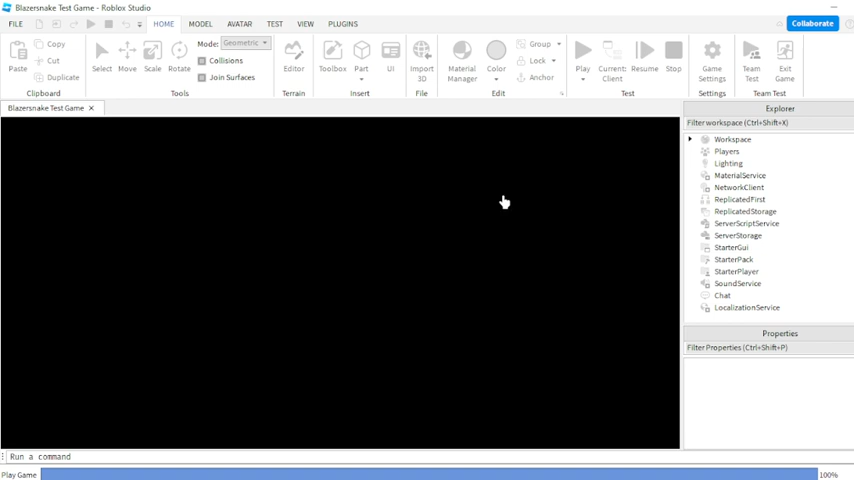 Blazersnake Test Game - Roblox Studio
FILE HOME MODEL AVATAR TEST VIEW PLUGINS Collaborate
Paste
Copy
Cut
Duplicate
Clipboard
Select Move Scale Rotate
Mode: Geometric
Collisions
Join Surfaces
Tools
Editor
Terrain
Toolbox Part UI
Insert
Import
3D
File
Material
Manager
Color
Group
Lock
Anchor
Edit
Play
Current:
Client
Resume Stop
Test
Game
Settings
Settings
Team
Test
Exit
Game
Team Test
Blazersnake Test Game
Explorer
Filter workspace (Ctrl+Shift+X)
Workspace
Players
Lighting
MaterialService
NetworkClient
ReplicatedFirst
ReplicatedStorage
ServerScriptService
ServerStorage
StarterGui
StarterPack
StarterPlayer
SoundService
Chat
LocalizationService
Properties
Filter Properties (Ctrl+Shift+P)
Run a command
Play Game 100%